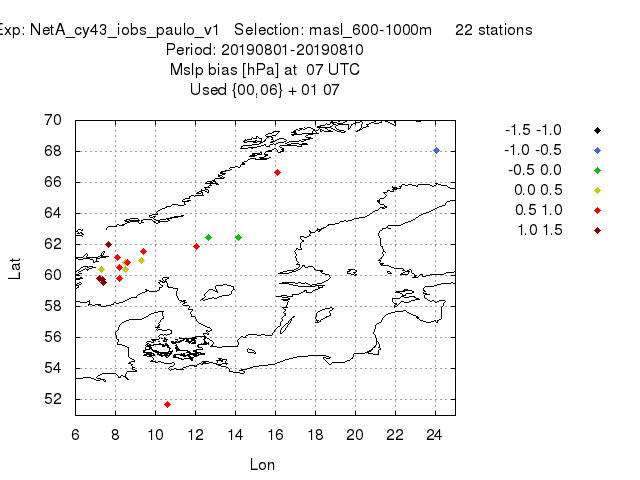 Exp: NetA_cy43_iobs_paulo_v1 Selection: masl_600-1000m 22 stations
Period: 20190801-20190810
Mslp bias [hPa] at 07 UTC
Used {00,06} + 01 07
-1.5 -1.0
-1.0 -0.5
-0.5 0.0
0.0 0.5
0.5 1.0
1.0 1.5
70
68
66
64
62
60
58
56
54
52
Lat
6 8 10 12 14 16 18 20 22 24
Lon